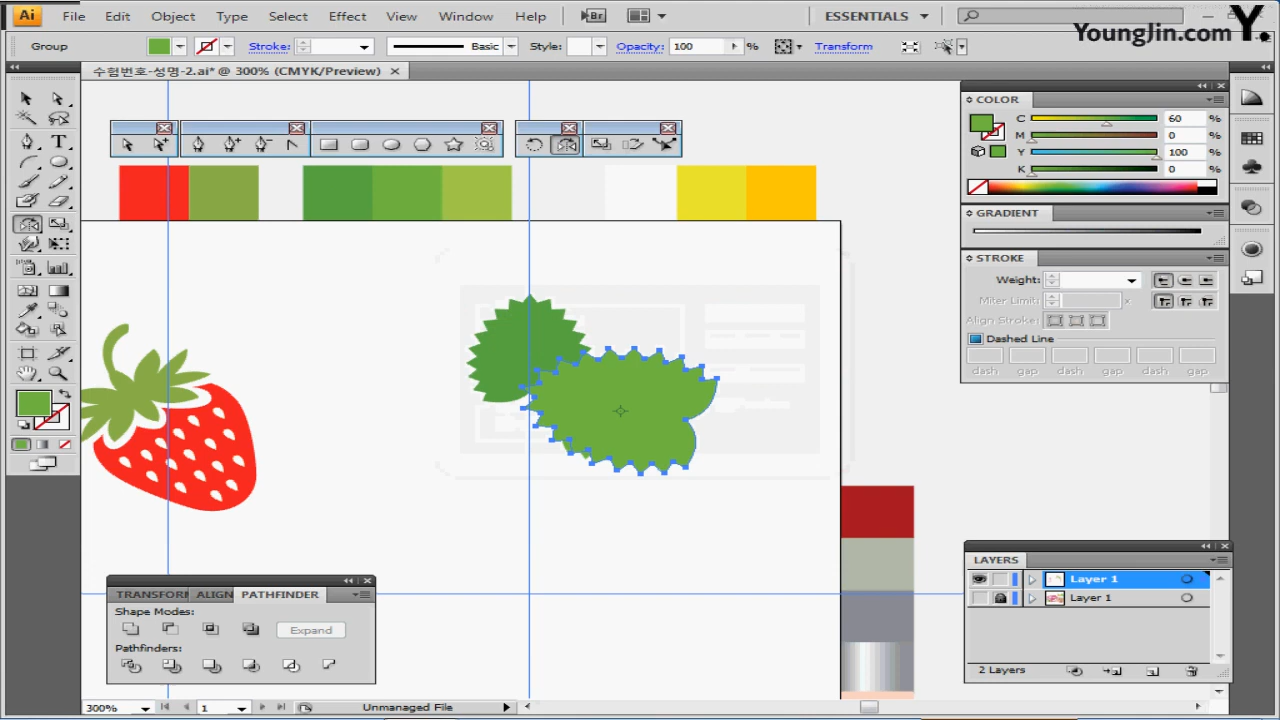 Ai File Edit Object Type Select Effect View Window Help Br ESSENTIALS
YoungJin.com Y.
Group Stroke: Basic Style: Opacity: 100 % Transform
수험번호-성명-2.ai* @ 300% (CMYK/Preview) ×
COLOR
C 60 %
M 0 %
Y 100 %
K 0 %
GRADIENT
STROKE
Weight:
Miter Limit: x
Align Stroke:
Dashed Line
dash gap dash gap dash gap
LAYERS
Layer 1
Layer 1
2 Layers
TRANSFORM ALIGN PATHFINDER
Shape Modes:
Expand
Pathfinders:
300% 1 Unmanaged File